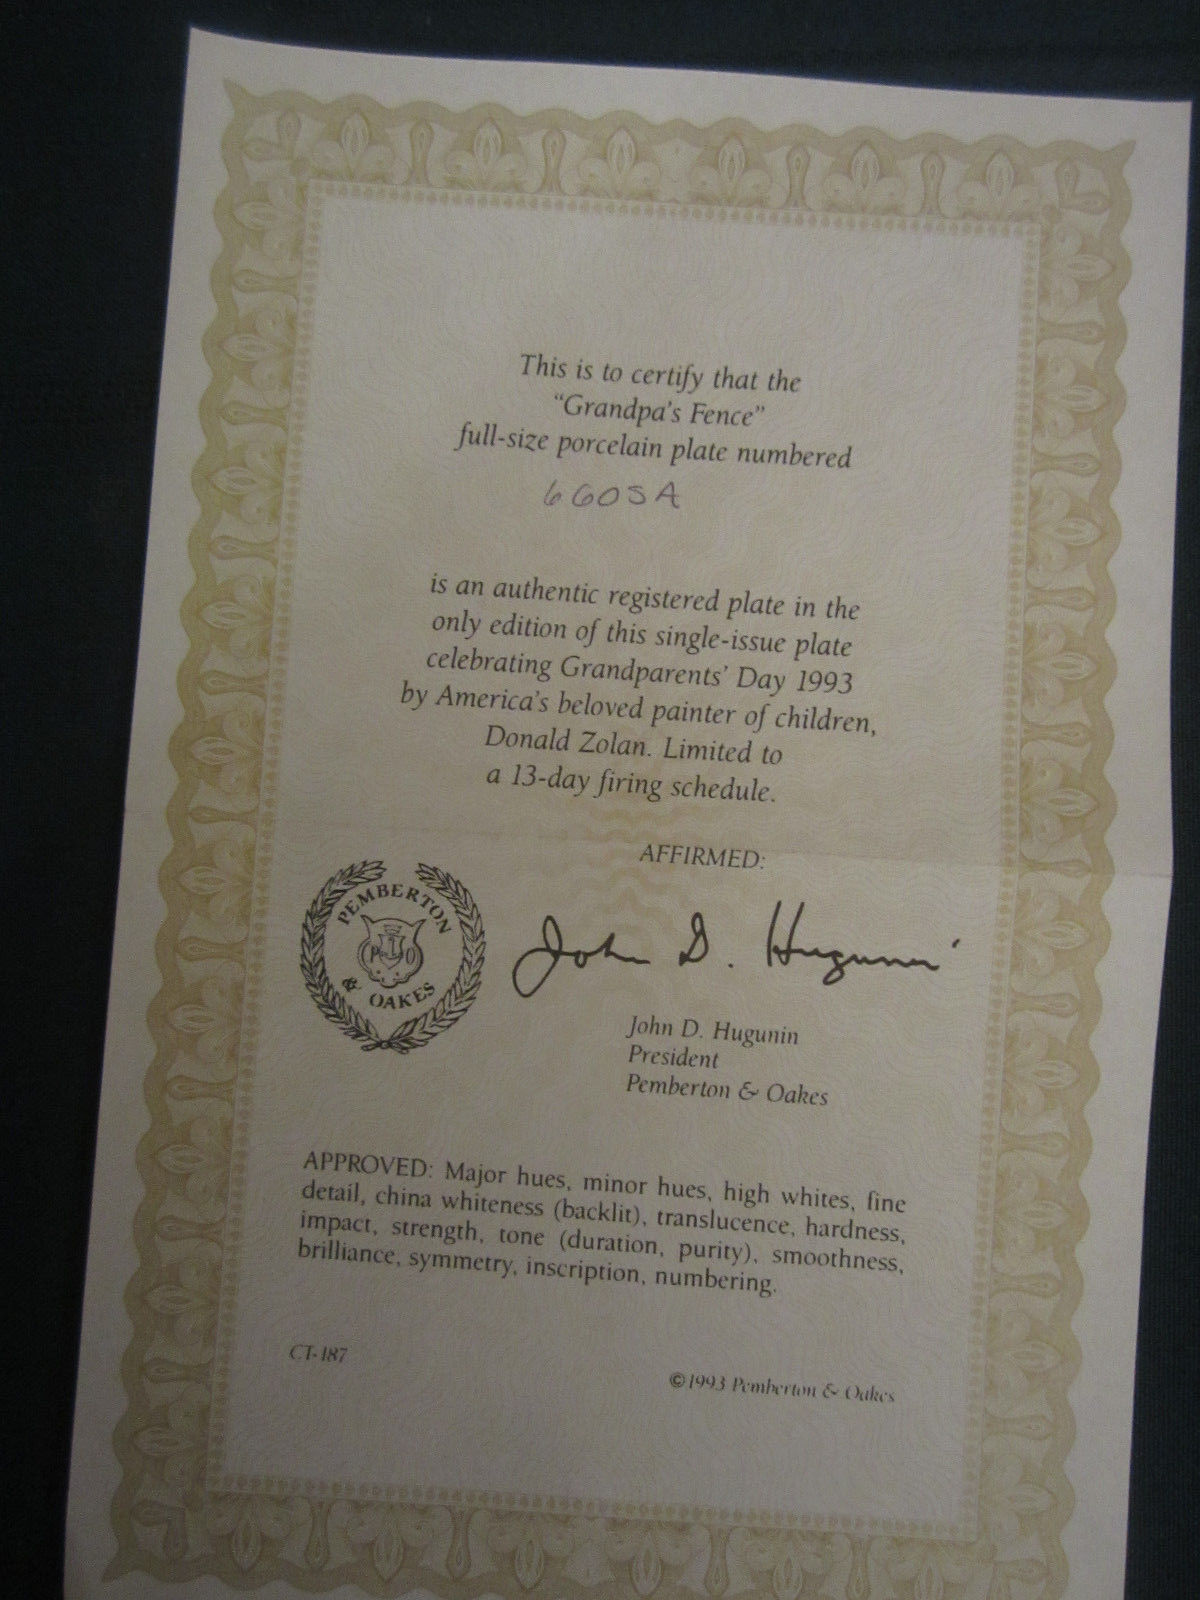 This is to certify that the
“Grandpa’s Fence”
full-size porcelain plate numbered
6605A
is an authentic registered plate in the
only edition of this single-issue plate
celebrating Grandparents’ Day 1993
by America’s beloved painter of children,
Donald Zolan. Limited to
a 13-day firing schedule.
AFFIRMED:
PEMBERTON
P&O
& OAKES
John D. Hugunin
John D. Hugunin
President
Pemberton & Oakes
APPROVED: Major hues, minor hues, high whites, fine
detail, china whiteness (backlit), translucence, hardness,
impact, strength, tone (duration, purity), smoothness,
brilliance, symmetry, inscription, numbering.
CT-187
©1993 Pemberton & Oakes